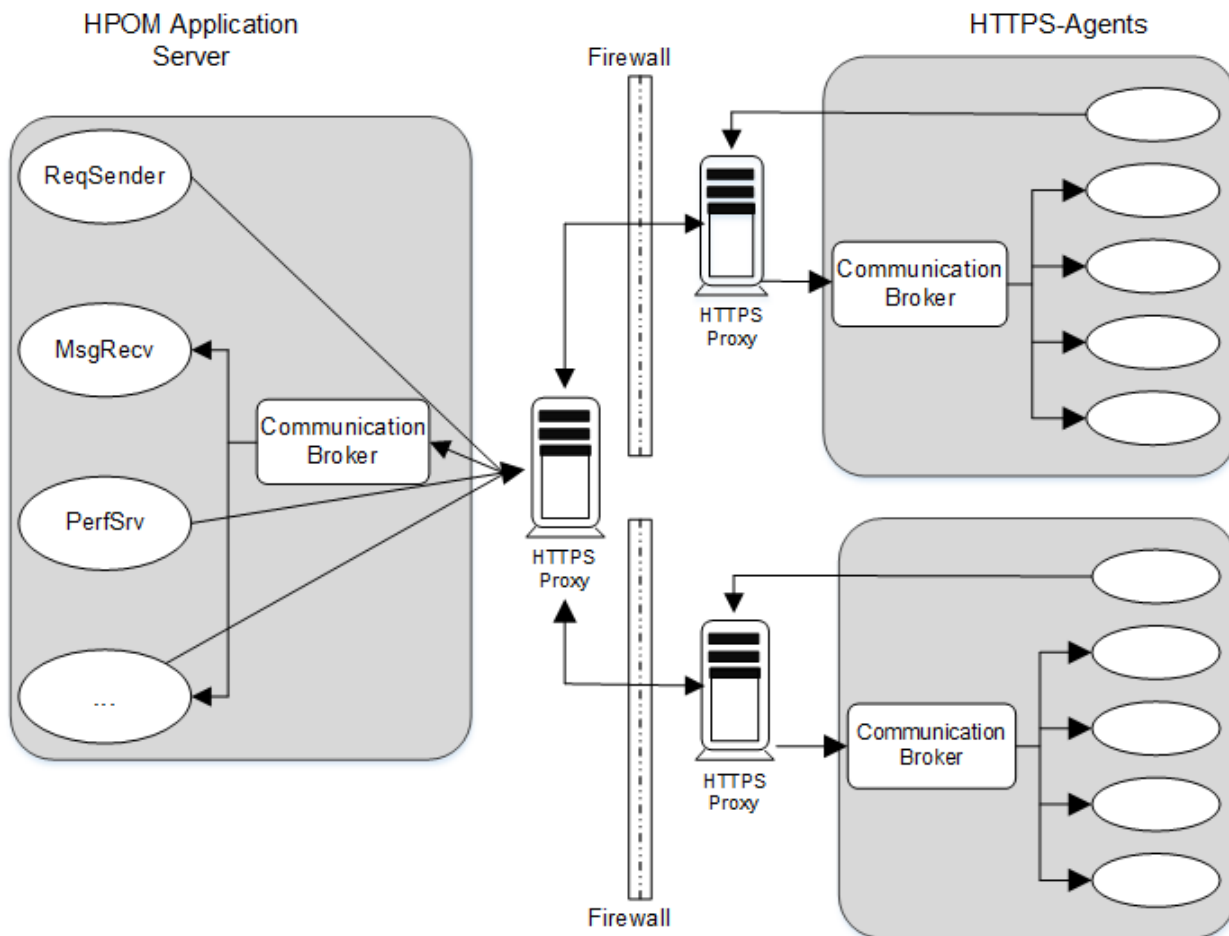 HPOM Application
Server
Firewall
HTTPS-Agents
ReqSender
MsgRecv
PerfSrv
...
Communication
Broker
HTTPS
Proxy
HTTPS
Proxy
Communication
Broker
HTTPS
Proxy
Communication
Broker
Firewall